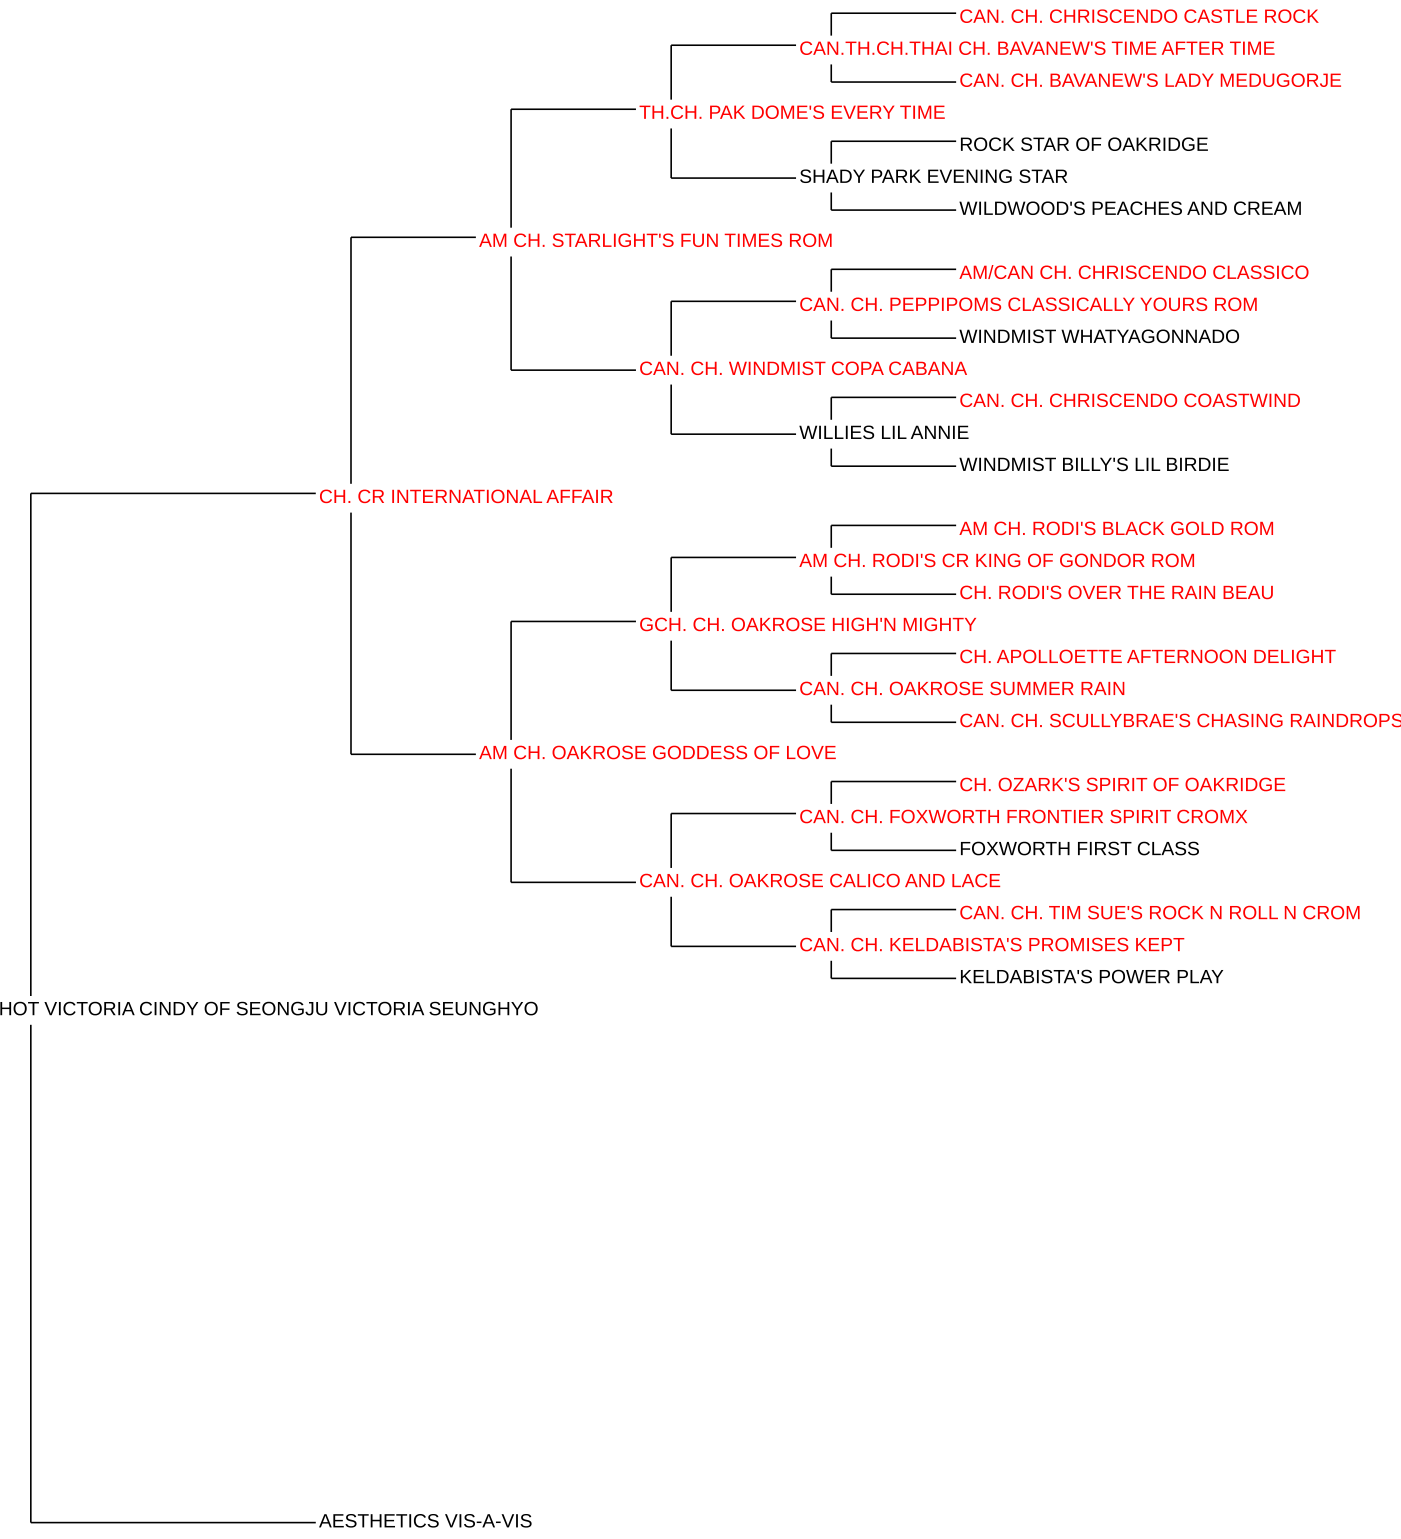 CAN. CH. CHRISCENDO CASTLE ROCK
CAN.TH.CH.THAI CH. BAVANEW'S TIME AFTER TIME
CAN. CH. BAVANEW'S LADY MEDUGORJE
TH.CH. PAK DOME'S EVERY TIME
ROCK STAR OF OAKRIDGE
SHADY PARK EVENING STAR
WILDWOOD'S PEACHES AND CREAM
AM CH. STARLIGHT'S FUN TIMES ROM
AM/CAN CH. CHRISCENDO CLASSICO
CAN. CH. PEPPIPOMS CLASSICALLY YOURS ROM
WINDMIST WHATYAGONNADO
CAN. CH. WINDMIST COPA CABANA
CAN. CH. CHRISCENDO COASTWIND
WILLIES LIL ANNIE
WINDMIST BILLY'S LIL BIRDIE
CH. CR INTERNATIONAL AFFAIR
AM CH. RODI'S BLACK GOLD ROM
AM CH. RODI'S CR KING OF GONDOR ROM
CH. RODI'S OVER THE RAIN BEAU
GCH. CH. OAKROSE HIGH'N MIGHTY
CH. APOLLOETTE AFTERNOON DELIGHT
CAN. CH. OAKROSE SUMMER RAIN
CAN. CH. SCULLYBRAE'S CHASING RAINDROPS
AM CH. OAKROSE GODDESS OF LOVE
CH. OZARK'S SPIRIT OF OAKRIDGE
CAN. CH. FOXWORTH FRONTIER SPIRIT CROMX
FOXWORTH FIRST CLASS
CAN. CH. OAKROSE CALICO AND LACE
CAN. CH. TIM SUE'S ROCK N ROLL N CROM
CAN. CH. KELDABISTA'S PROMISES KEPT
KELDABISTA'S POWER PLAY
HOT VICTORIA CINDY OF SEONGJU VICTORIA SEUNGHYO
AESTHETICS VIS-A-VIS